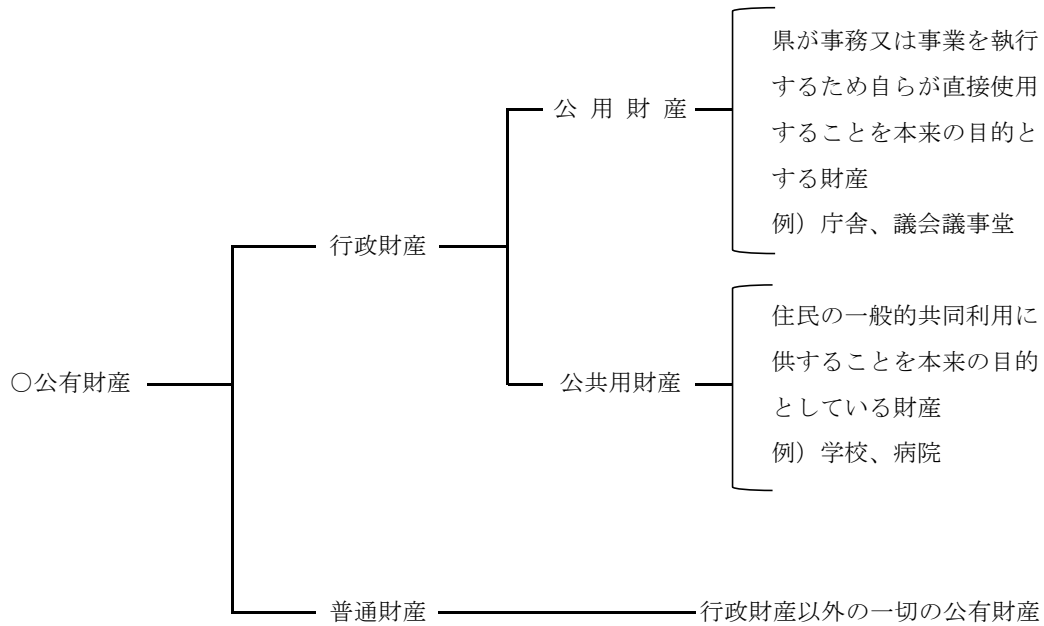 県が事務又は事業を執行
するため自らが直接使用
公用財産
することを本来の目的と
する財産
例）庁舎、議会議事堂
行政財産
住民の一般的共同利用に
供することを本来の目的
○公有財産
公共用財産
としている財産
例）学校、病院
普通財産
行政財産以外の一切の公有財産